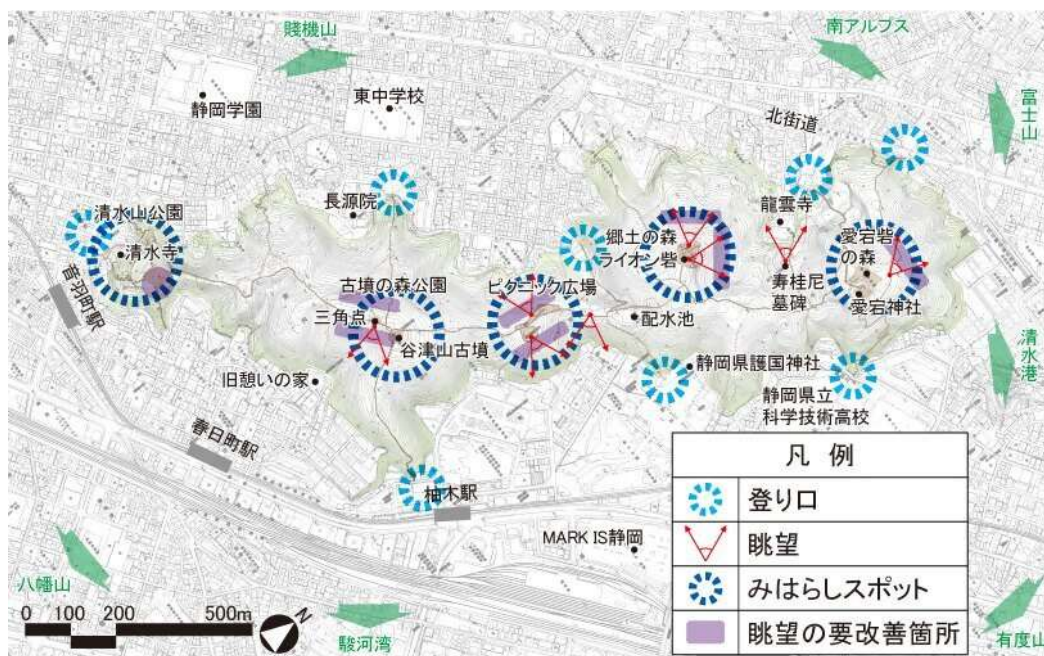 賤機山
南アルプス
富士山
静岡学園
東中学校
北街道
清水山公園
清水寺
音羽町駅
長源院
郷土の森
ライオン砦
龍雲寺
寿桂尼
墓碑
愛宕砦
の森
愛宕神社
古墳の森公園
三角点
谷津山古墳
ピクニック広場
配水池
旧憩いの家
静岡県護国神社
静岡県立
科学技術高校
清水港
春日町駅
柚木駅
MARK IS静岡
八幡山
0 100 200 500m
N
駿河湾
有度山
凡 例
登り口
眺望
みはらしスポット
眺望の要改善箇所